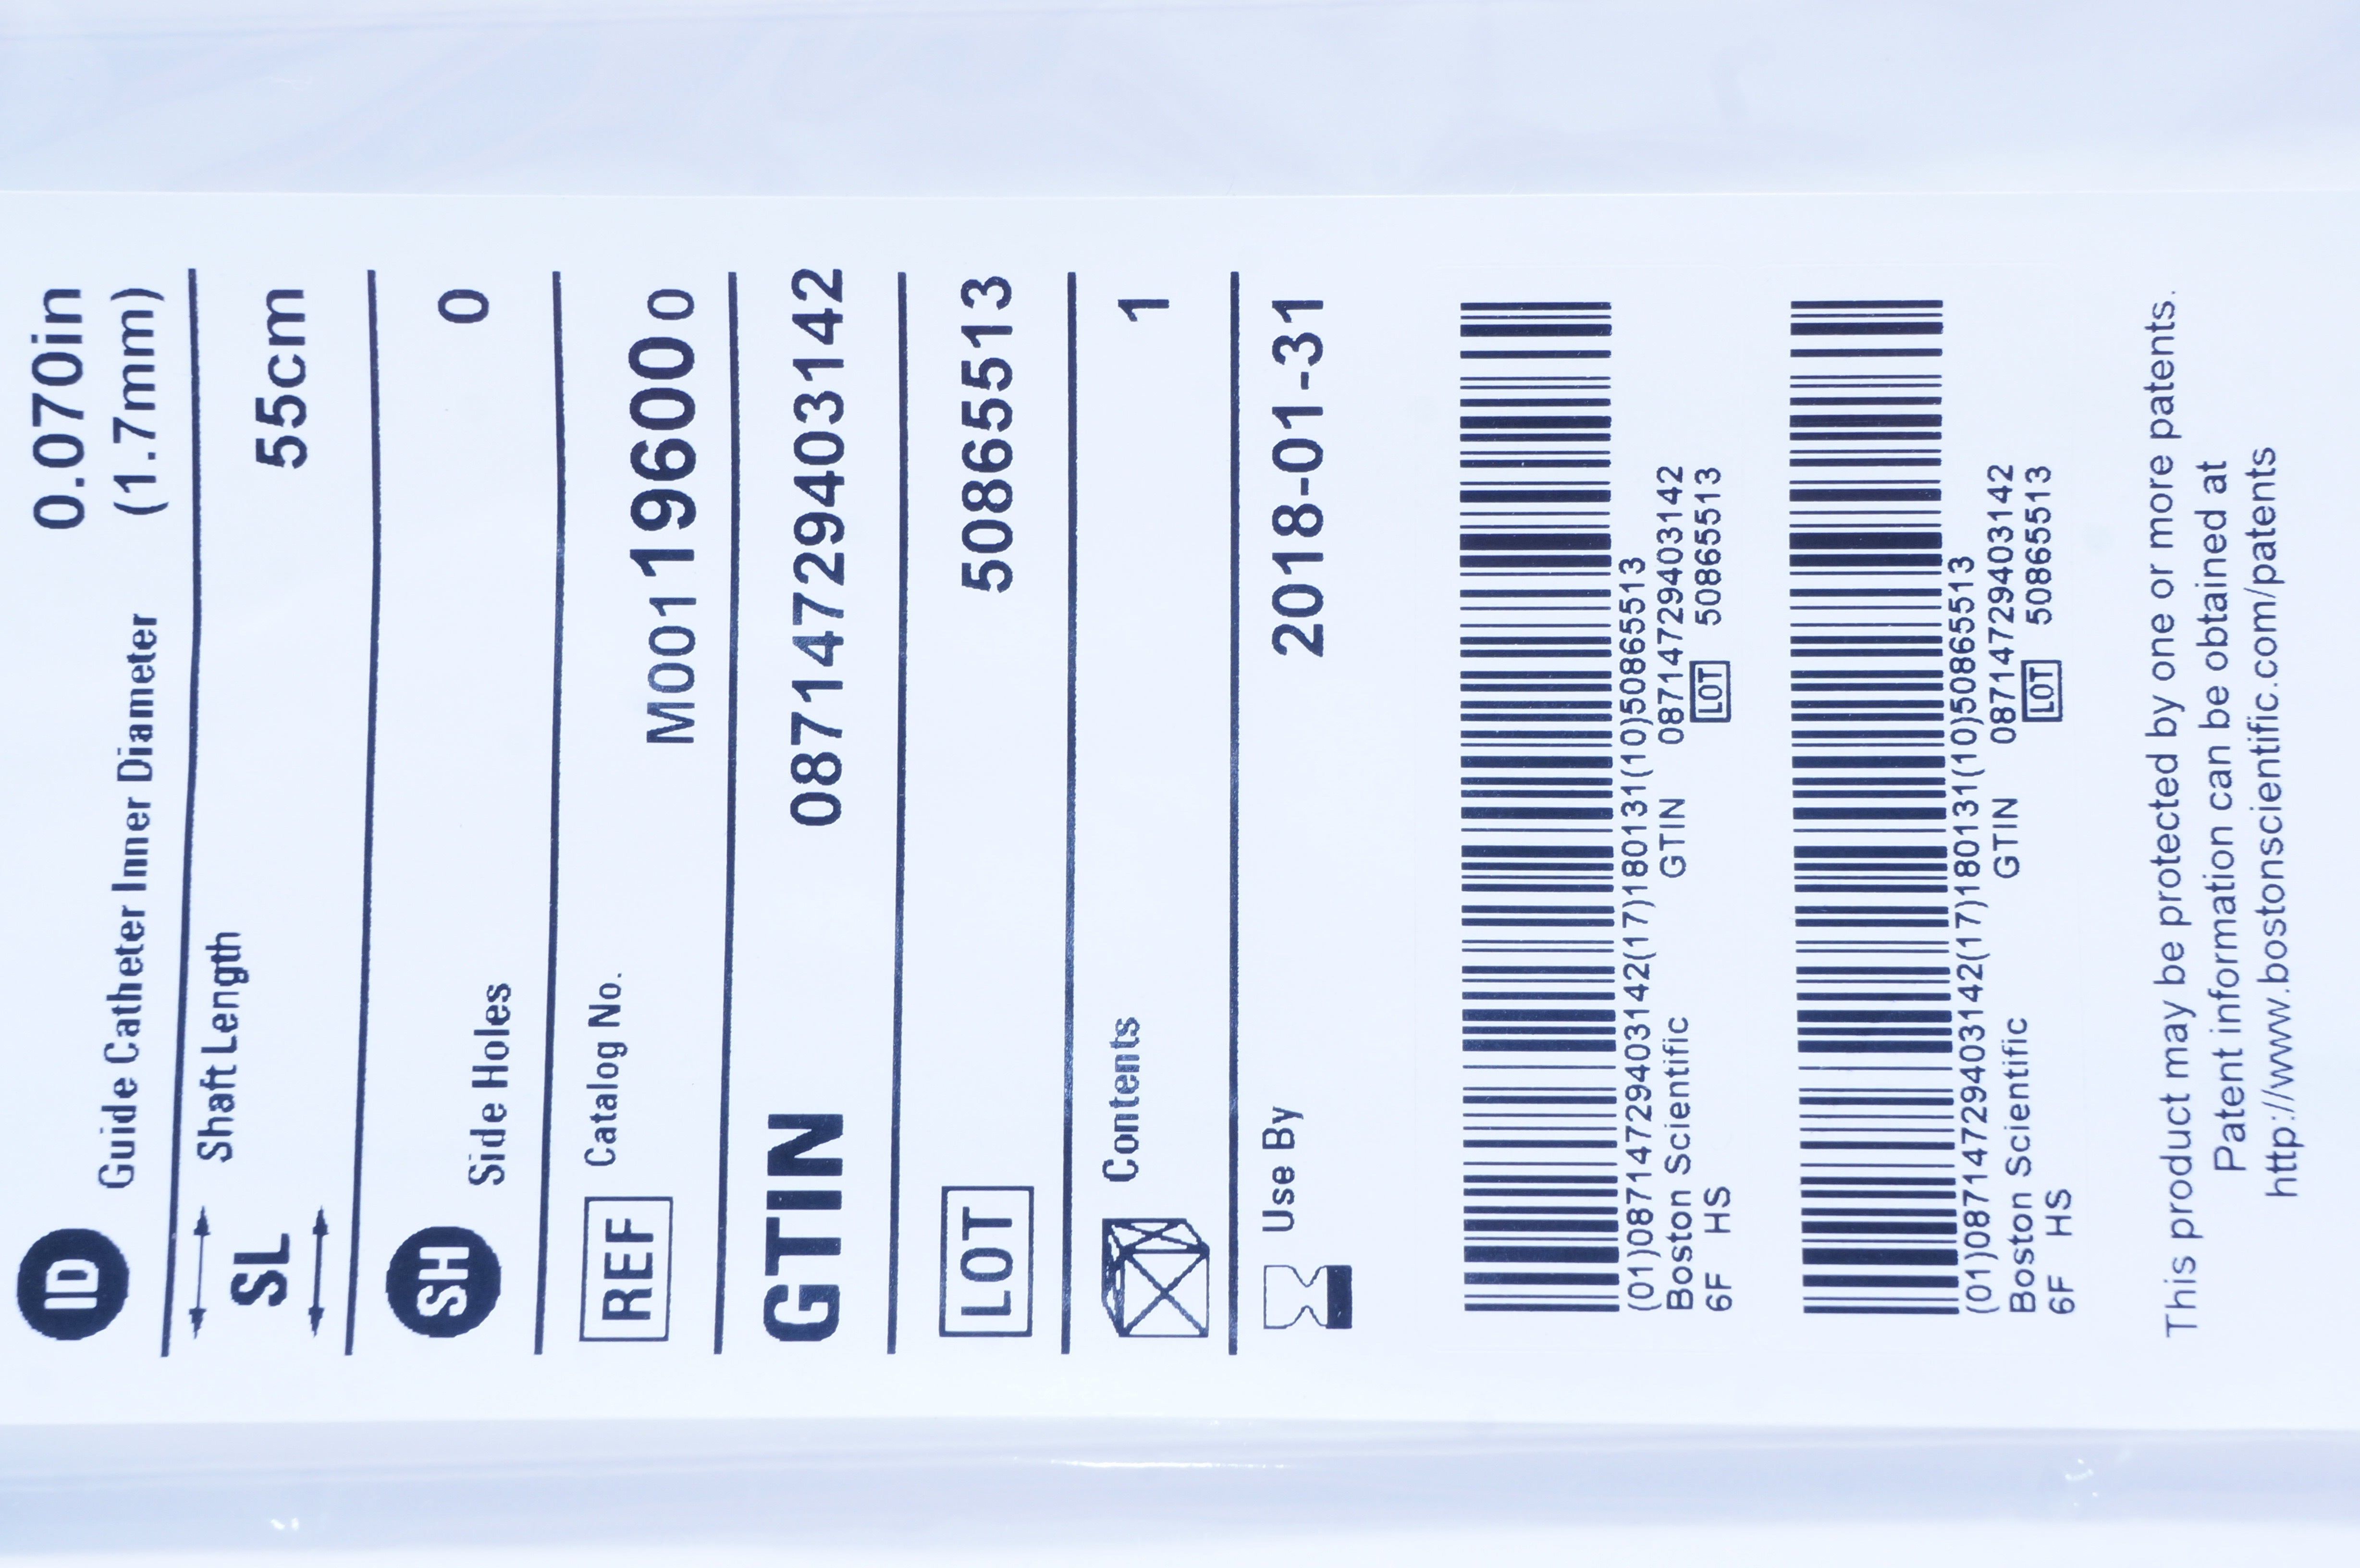 ID Guide Catheter Inner Diameter 0.070in
(1.7mm)
Shaft Length
SL 55cm
SH Side Holes 0
REF Catalog No. M001196000
GTIN 08714729403142
LOT 50865513
Contents 1
Use By 2018-01-31
(01)08714729403142(17)180131(10)50865513
Boston Scientific GTIN 08714729403142
6F HS LOT 50865513
(01)08714729403142(17)180131(10)50865513
Boston Scientific GTIN 08714729403142
6F HS LOT 50865513
This product may be protected by one or more patents.
Patent information can be obtained at
http://www.bostonscientific.com/patents